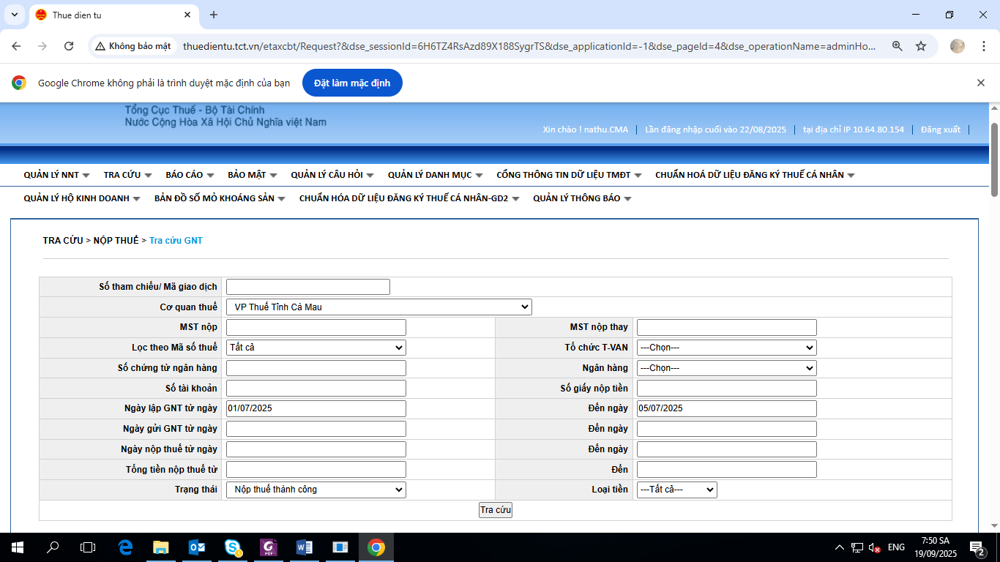 Thue dien tu
Không bảo mật
thuedientu.tct.vn/etaxcbt/Request?&dse_sessionId=6H6TZ4RsAzd89X188SygrTS&dse_applicationId=-1&dse_pageId=4&dse_operationName=adminHo...
Google Chrome không phải là trình duyệt mặc định của bạn
Đặt làm mặc định
Tổng Cục Thuế - Bộ Tài Chính
Nước Cộng Hòa Xã Hội Chủ Nghĩa việt Nam
Xin chào ! nathu.CMA | Lần đăng nhập cuối vào 22/08/2025 | tại địa chỉ IP 10.64.80.154 | Đăng xuất |
QUẢN LÝ NNT TRA CỨU BÁO CÁO BẢO MẬT QUẢN LÝ CÂU HỎI QUẢN LÝ DANH MỤC CỔNG THÔNG TIN DỮ LIỆU TMĐT CHUẨN HOÁ DỮ LIỆU ĐĂNG KÝ THUẾ CÁ NHÂN
QUẢN LÝ HỘ KINH DOANH BẢN ĐỒ SỐ MỎ KHOÁNG SẢN CHUẨN HÓA DỮ LIỆU ĐĂNG KÝ THUẾ CÁ NHÂN-GD2 QUẢN LÝ THÔNG BÁO
TRA CỨU > NỘP THUẾ > Tra cứu GNT
Số tham chiếu/ Mã giao dịch
Cơ quan thuế VP Thuế Tỉnh Cà Mau
MST nộp MST nộp thay
Lọc theo Mã số thuế Tất cả Tổ chức T-VAN ---Chọn---
Số chứng từ ngân hàng Ngân hàng ---Chọn---
Số tài khoản Số giấy nộp tiền
Ngày lập GNT từ ngày 01/07/2025 Đến ngày 05/07/2025
Ngày gửi GNT từ ngày Đến ngày
Ngày nộp thuế từ ngày Đến ngày
Tổng tiền nộp thuế từ Đến
Trạng thái Nộp thuế thành công Loại tiền ---Tất cả---
Tra cứu
ENG
7:50 SA
19/09/2025
2